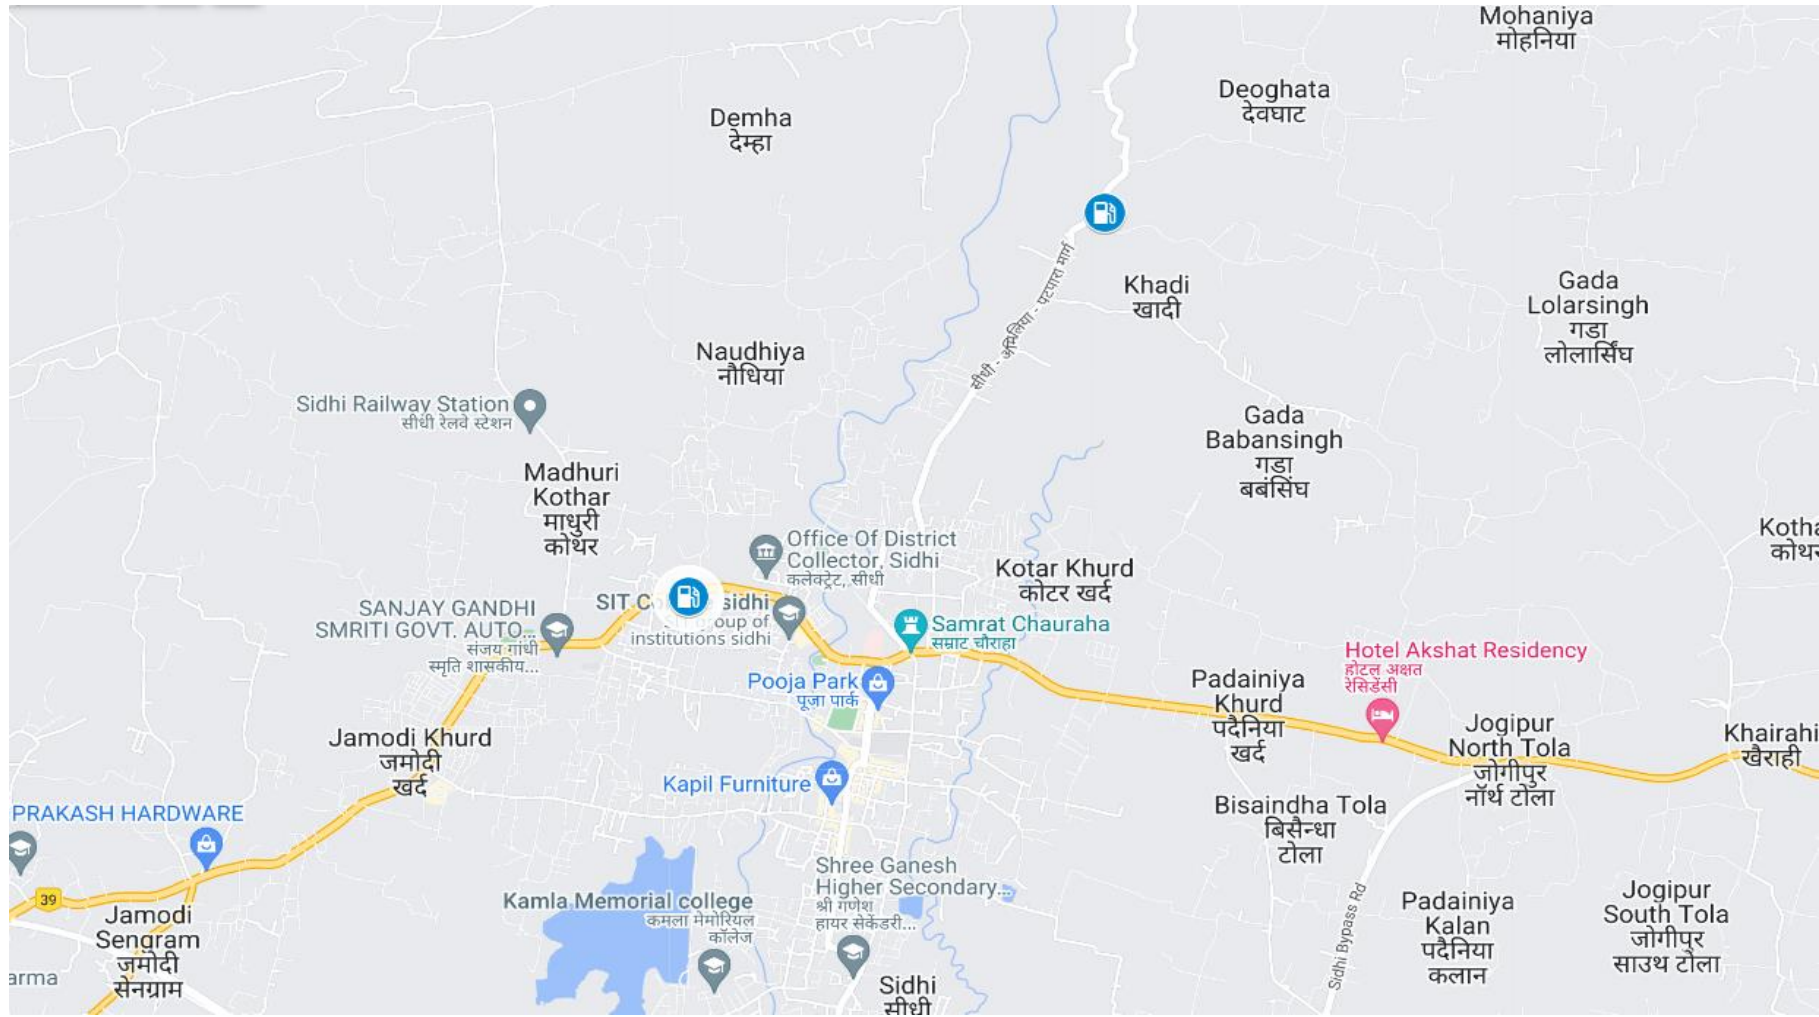 Mohaniya
मोहनिया
Deoghata
देवघाट
Demha
देम्हा
Khadi
खादी
Gada
Lolarsingh
गडा
लोलार्सिंघ
सीधी - अमिलिया - पटपारा मार्ग
Naudhiya
नौधिया
Sidhi Railway Station
सीधी रेलवे स्टेशन
Gada
Babansingh
गडा
बबंसिंघ
Madhuri
Kothar
माधुरी
कोथर
Office Of District
Collector, Sidhi
कलेक्ट्रेट, सीधी
Kotar Khurd
कोटर खर्द
SANJAY GANDHI
SMRITI GOVT. AUTO...
संजय गांधी
स्मृति शासकीय...
SIT sidhi
of
institutions sidhi
Samrat Chauraha
सम्राट चौराहा
Hotel Akshat Residency
होटल अक्षत
रेसिडेंसी
Pooja Park
पूजा पार्क
Padainiya
Khurd
पदैनिया
खर्द
Jogipur
North Tola
जोगीपुर
नॉर्थ टोला
Khairahi
खैराही
Jamodi Khurd
जमोदी
खर्द
Kapil Furniture
Bisaindha Tola
बिसैन्धा
टोला
PRAKASH HARDWARE
39
Jamodi
Sengram
जमोदी
सेनग्राम
Kamla Memorial college
कमला मेमोरियल
कॉलेज
Shree Ganesh
Higher Secondary...
श्री गणेश
हायर सेकेंडरी...
Sidhi Bypass Rd
Padainiya
Kalan
पदैनिया
कलान
Jogipur
South Tola
जोगीपुर
साउथ टोला
Sidhi
सीधी
arma